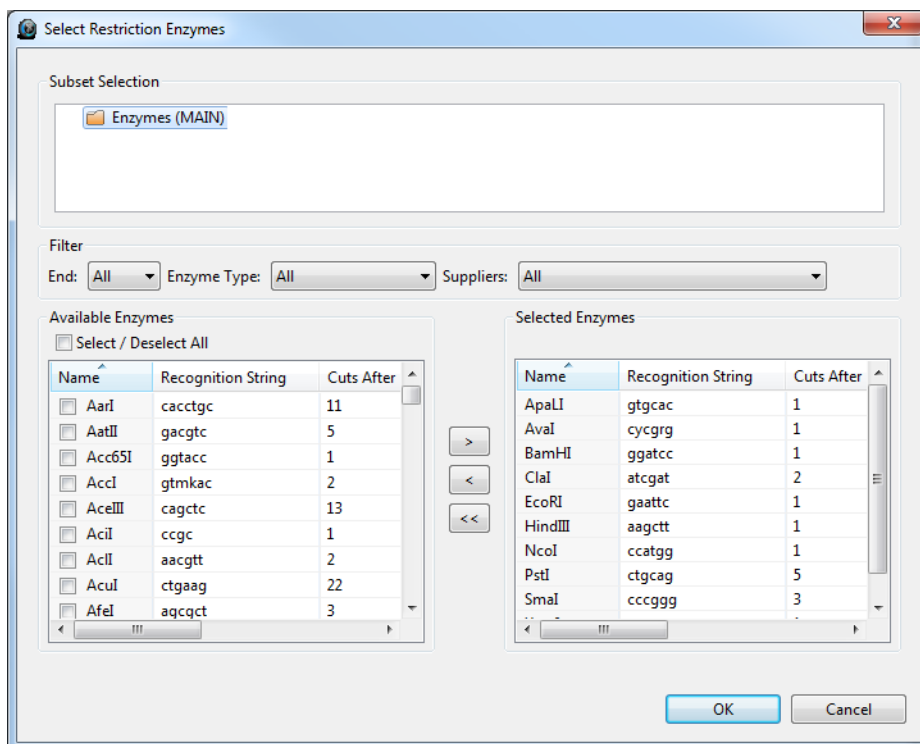 Select Restriction Enzymes
Subset Selection
Enzymes (MAIN)
Filter
End: All Enzyme Type: All Suppliers: All
Available Enzymes
Select / Deselect All
Name Recognition String Cuts After
AarI cacctgc 11
AatII gacgtc 5
Acc65I ggtacc 1
AccI gtmkac 2
AceIII cagctc 13
AciI ccgc 1
AclI aacgtt 2
AcuI ctgaag 22
AfeI agcgct 3
>
<
<<
Selected Enzymes
Name Recognition String Cuts After
ApaLI gtgcac 1
AvaI cycgrg 1
BamHI ggatcc 1
ClaI atcgat 2
EcoRI gaattc 1
HindIII aagctt 1
NcoI ccatgg 1
PstI ctgcag 5
SmaI cccggg 3
OK Cancel